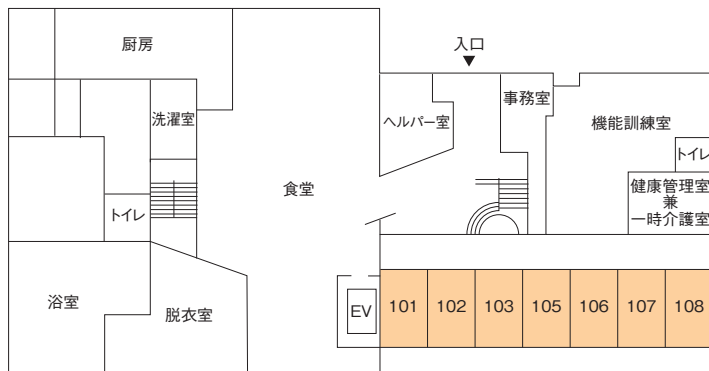 厨房
入口
▼
洗濯室
ヘルパー室
事務室
機能訓練室
トイレ
健康管理室
兼
一時介護室
食堂
トイレ
浴室
脱衣室
EV
101 102 103 105 106 107 108